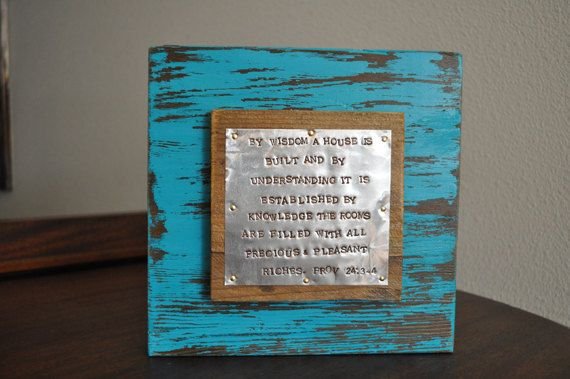 BY WISDOM A HOUSE IS
BUILT AND BY
UNDERSTANDING IT IS
ESTABLISHED BY
KNOWLEDGE THE ROOMS
ARE FILLED WITH ALL
PRECIOUS & PLEASANT
RICHES. PROV 24:3-4